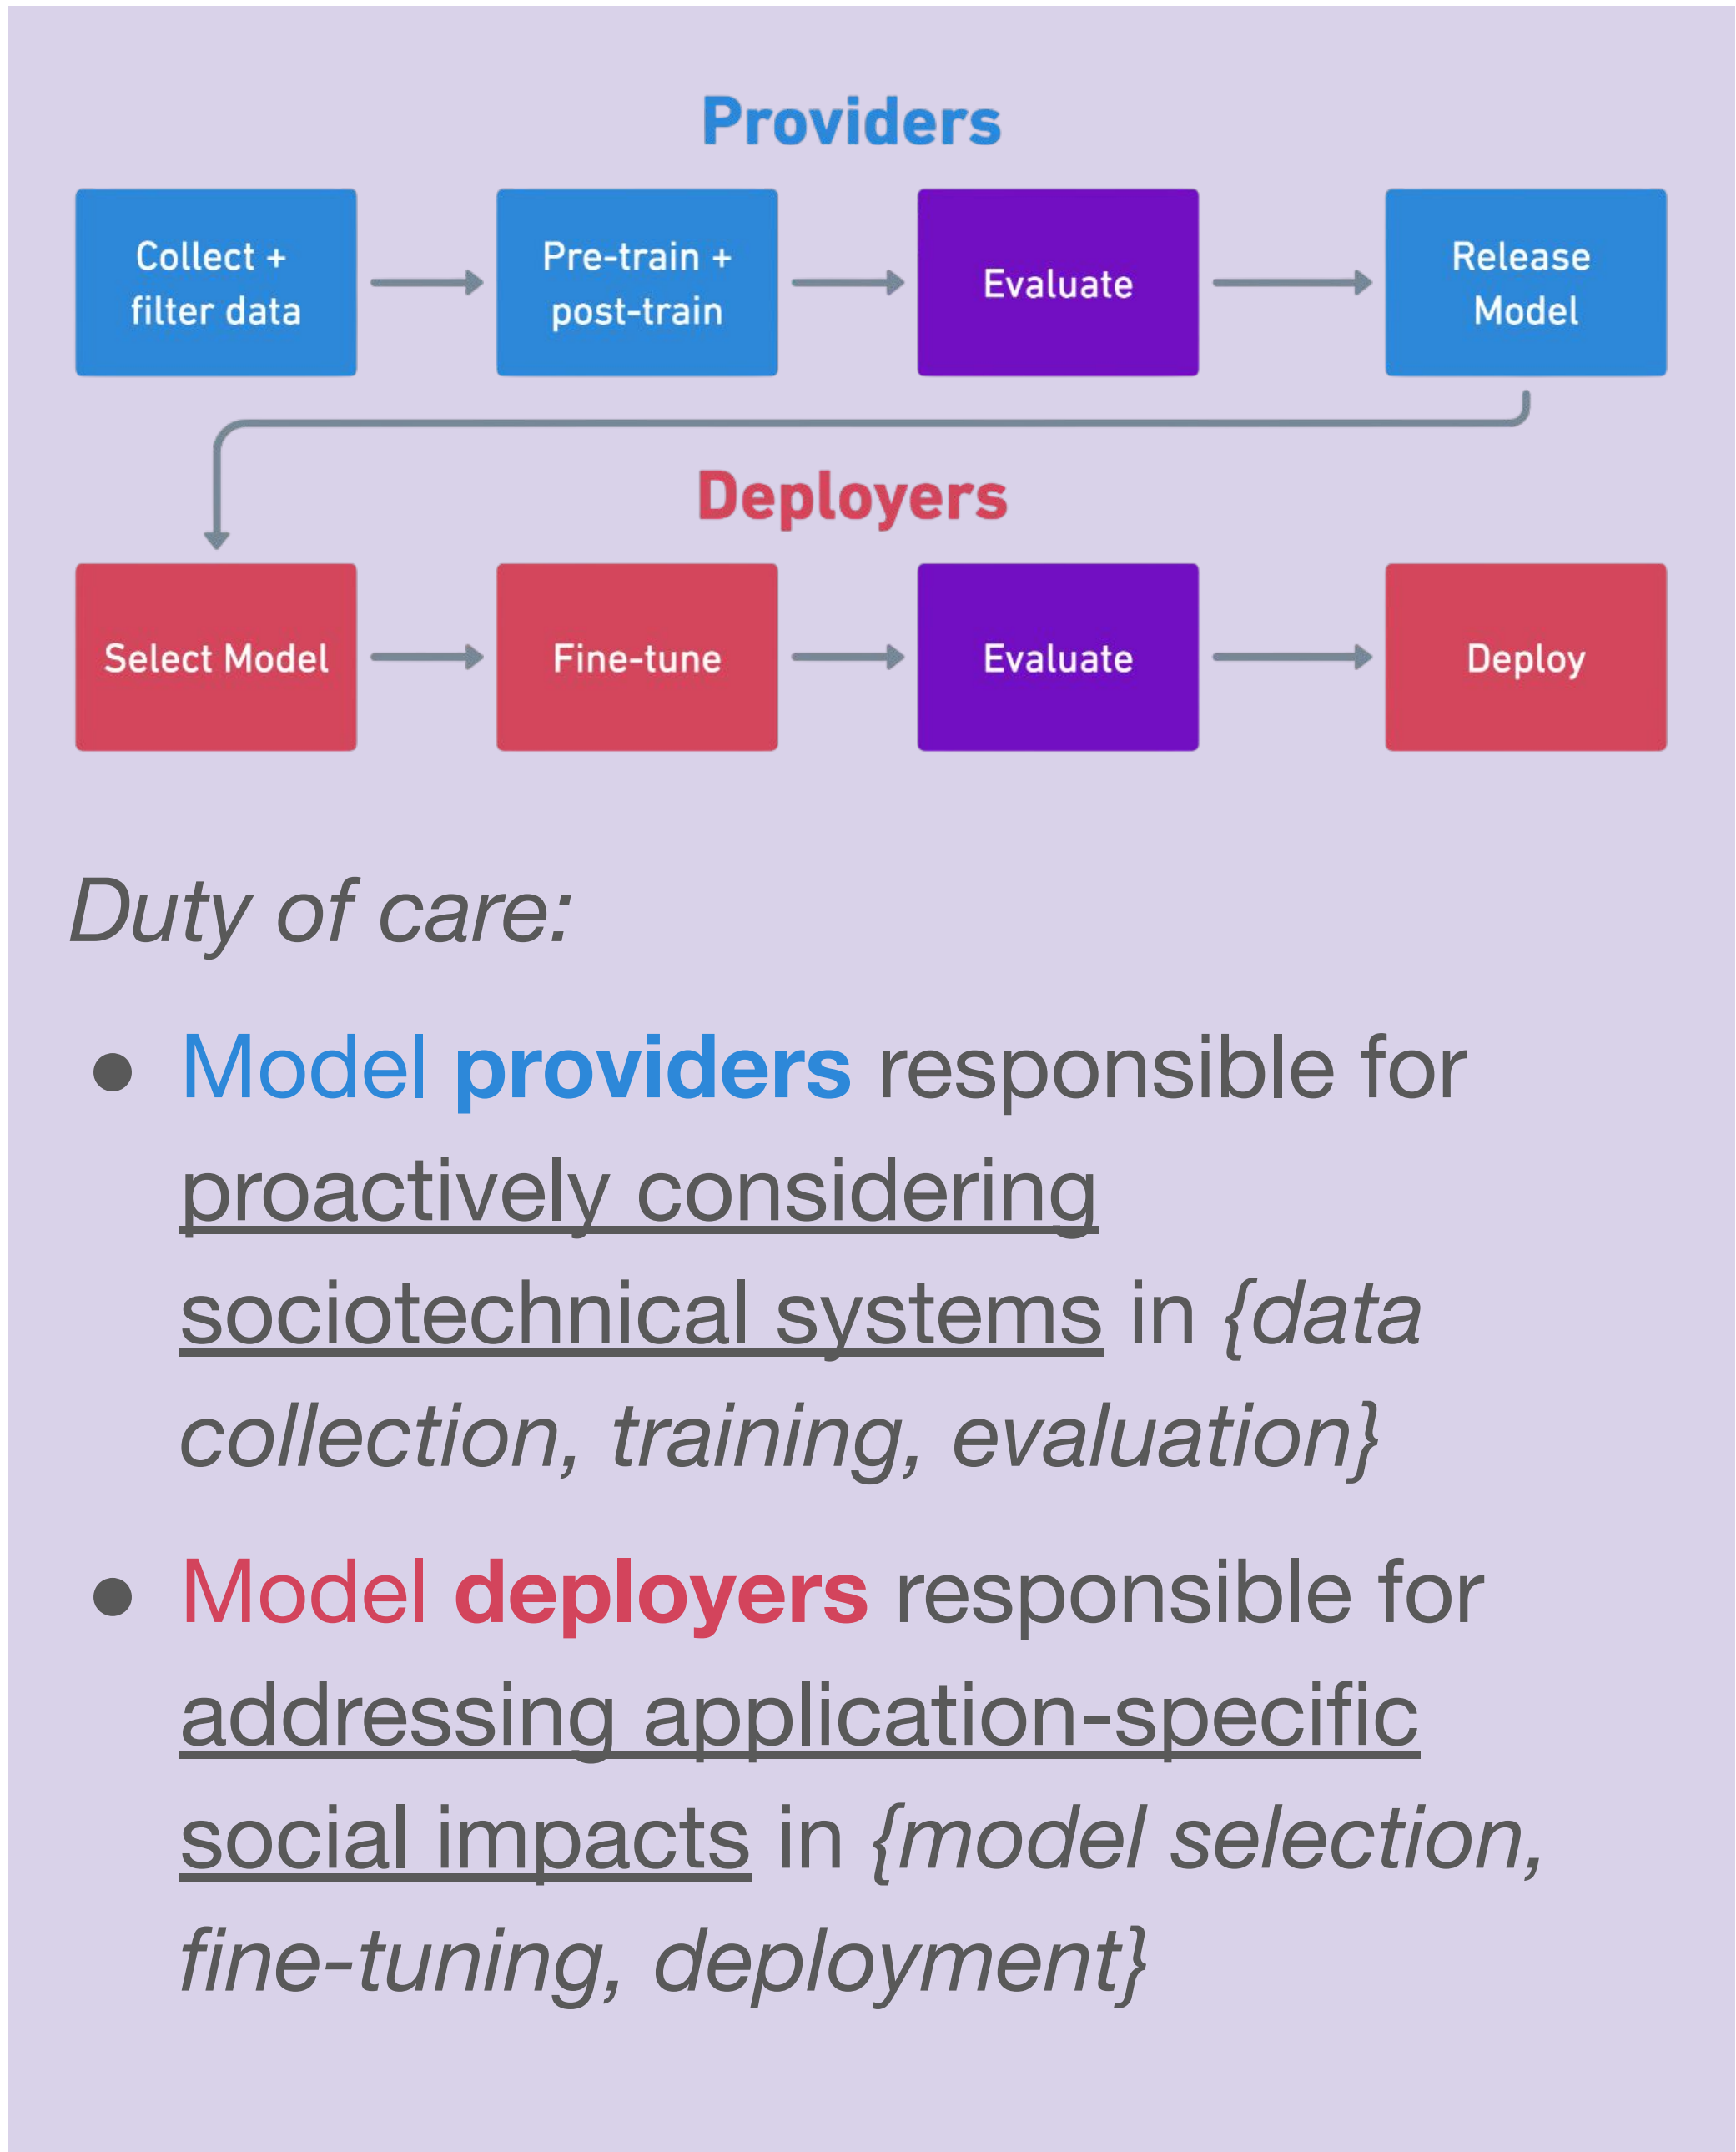 Providers
Collect +
filter data
Pre-train +
post-train
Evaluate
Release
Model
Deployers
Select Model
Fine-tune
Evaluate
Deploy
Duty of care:
● Model providers responsible for
proactively considering
sociotechnical systems in {data
collection, training, evaluation}
● Model deployers responsible for
addressing application-specific
social impacts in {model selection,
fine-tuning, deployment}